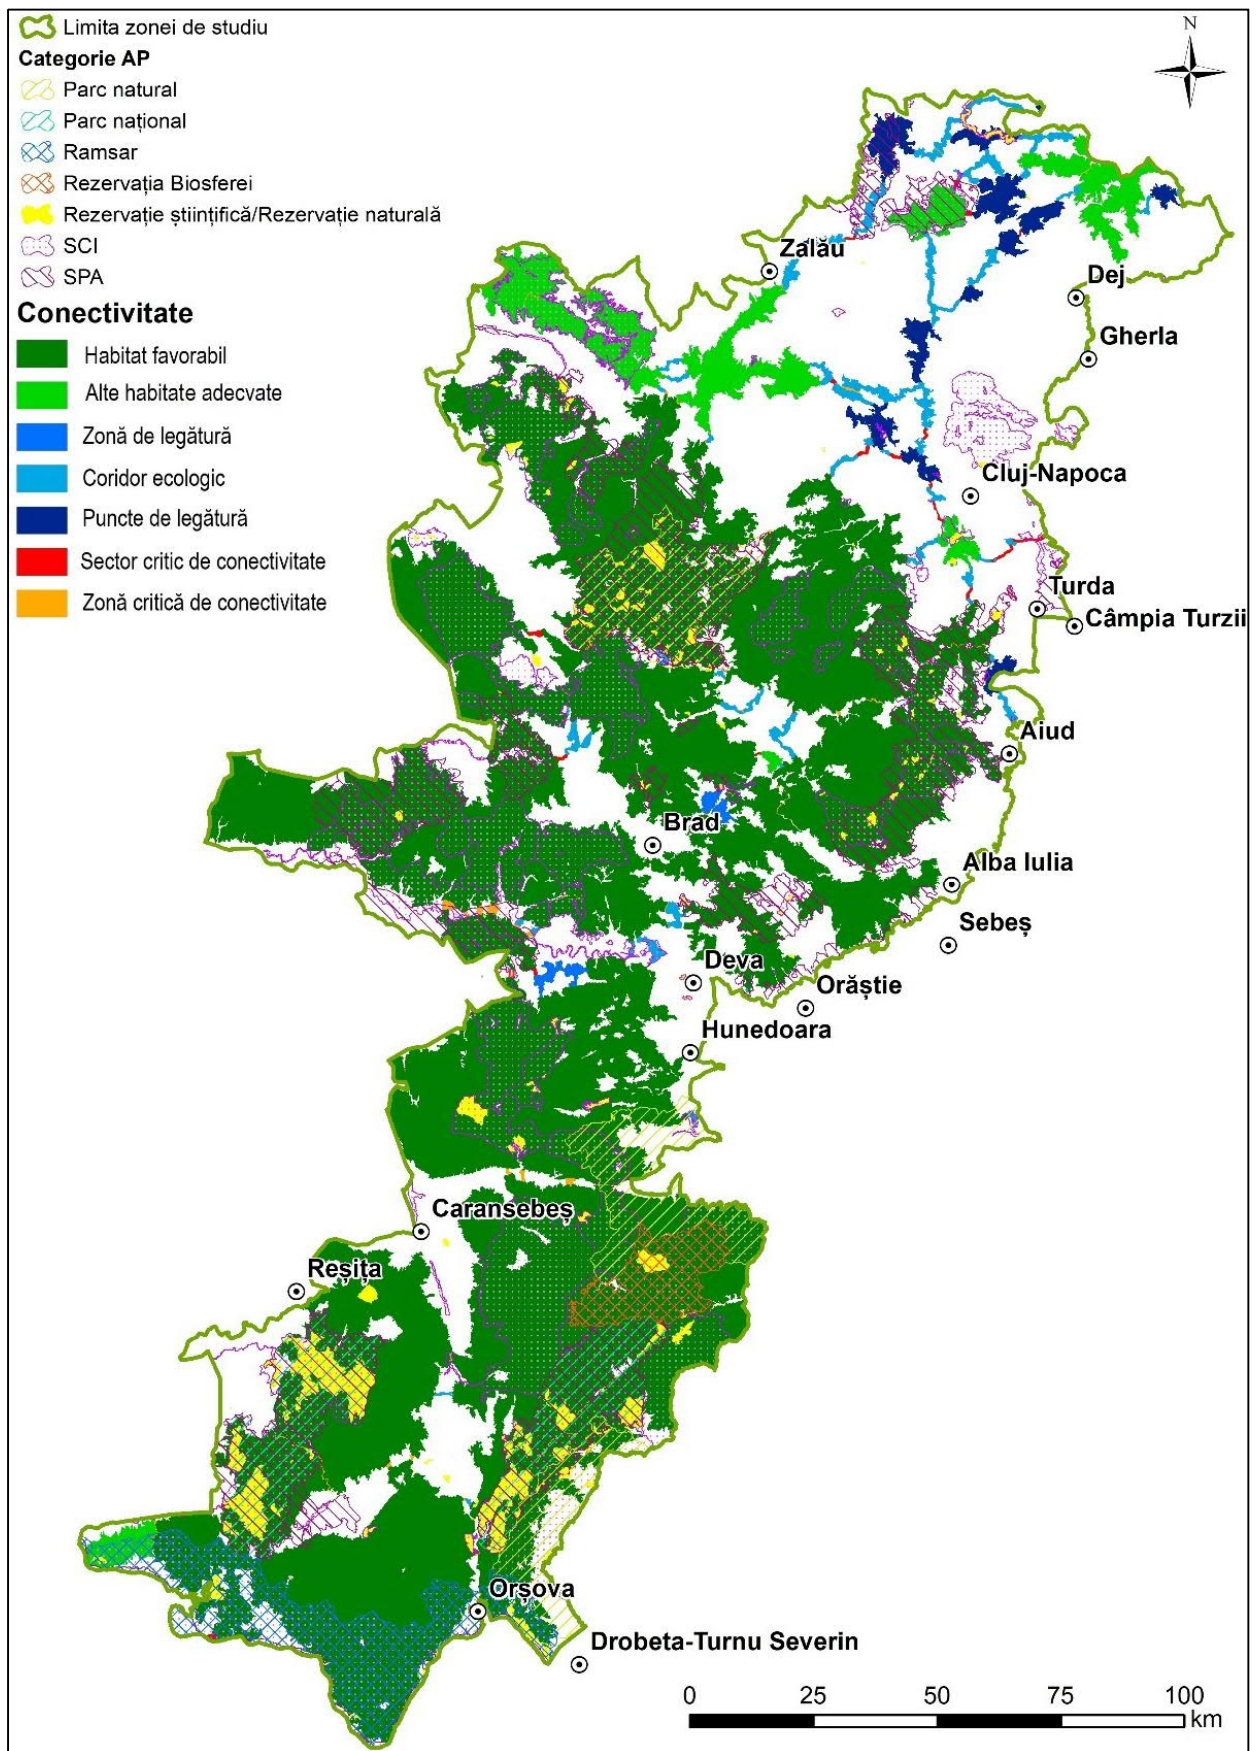 Limita zonei de studiu
Categorie AP
Parc natural
Parc național
Ramsar
Rezervația Biosferei
Rezervație științifică/Rezervație naturală
SCI
SPA
Conectivitate
Habitat favorabil
Alte habitate adecvate
Zonă de legătură
Coridor ecologic
Puncte de legătură
Sector critic de conectivitate
Zonă critică de conectivitate
N
Zalău
Dej
Gherla
Cluj-Napoca
Turda
Câmpia Turzii
Aiud
Brad
Alba Iulia
Sebeș
Deva
Orăștie
Hunedoara
Caransebeș
Reșița
Orșova
Drobeta-Turnu Severin
0 25 50 75 100
km